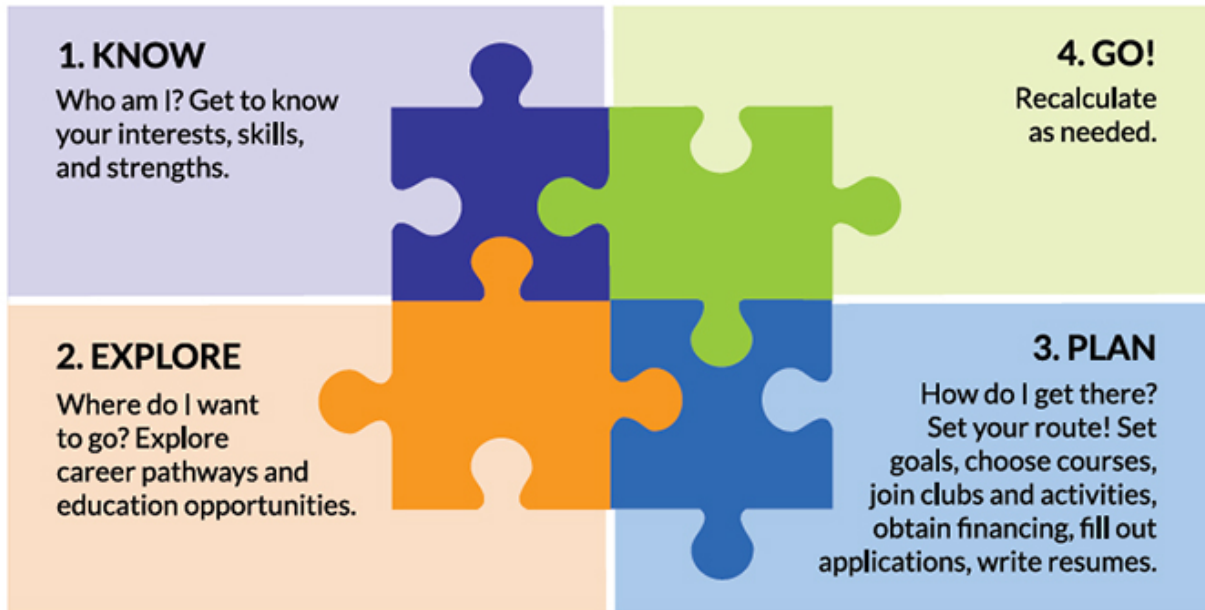 1. KNOW
Who am I? Get to know
your interests, skills,
and strengths.
2. EXPLORE
Where do I want
to go? Explore
career pathways and
education opportunities.
3. PLAN
How do I get there?
Set your route! Set
goals, choose courses,
join clubs and activities,
obtain financing, fill out
applications, write resumes.
4. GO!
Recalculate
as needed.